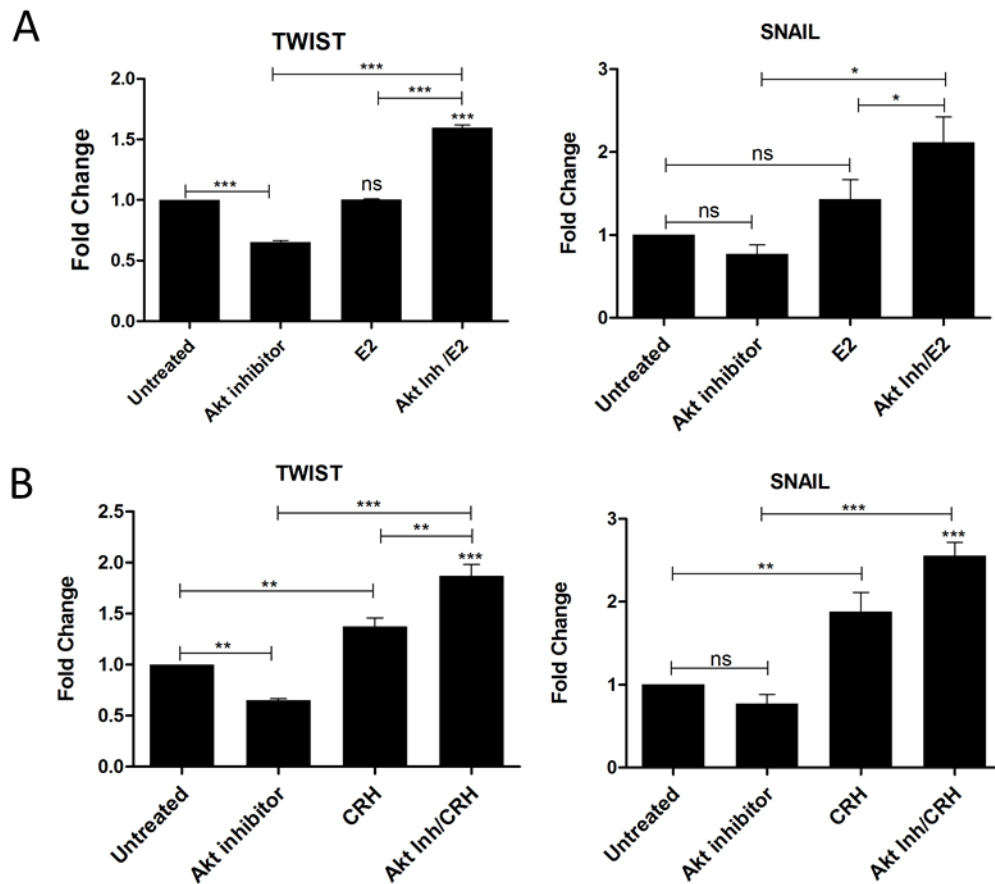 A
TWIST
***
***
***
***
ns
2.0
1.5
1.0
0.5
0.0
Fold Change
Untreated
Akt inhibitor
E2
Akt Inh /E2
SNAIL
*
*
ns
ns
3
2
1
0
Fold Change
Untreated
Akt inhibitor
E2
Akt Inh/E2
B
TWIST
***
**
***
**
**
2.5
2.0
1.5
1.0
0.5
0.0
Fold Change
Untreated
Akt inhibitor
CRH
Akt Inh/CRH
SNAIL
***
***
**
ns
3
2
1
0
Fold Change
Untreated
Akt inhibitor
CRH
Akt Inh/CRH